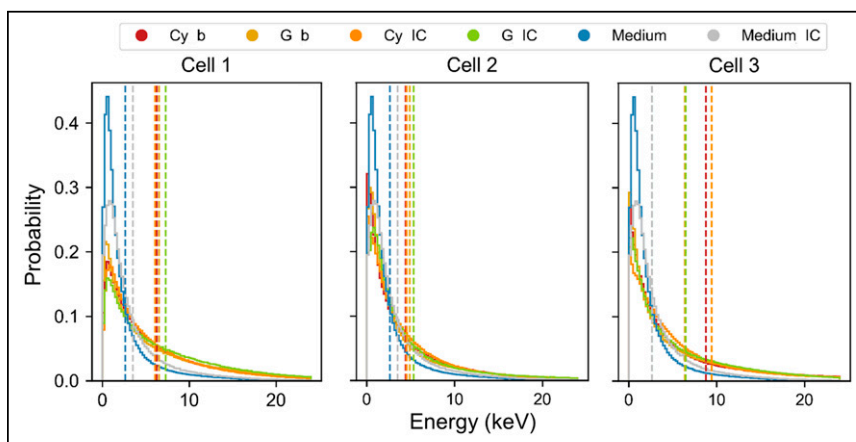 Cy b G b Cy IC G IC Medium Medium IC
Cell 1 Cell 2 Cell 3
Probability
0.4
0.3
0.2
0.1
0.0
0 10 20 0 10 20 0 10 20
Energy (keV)